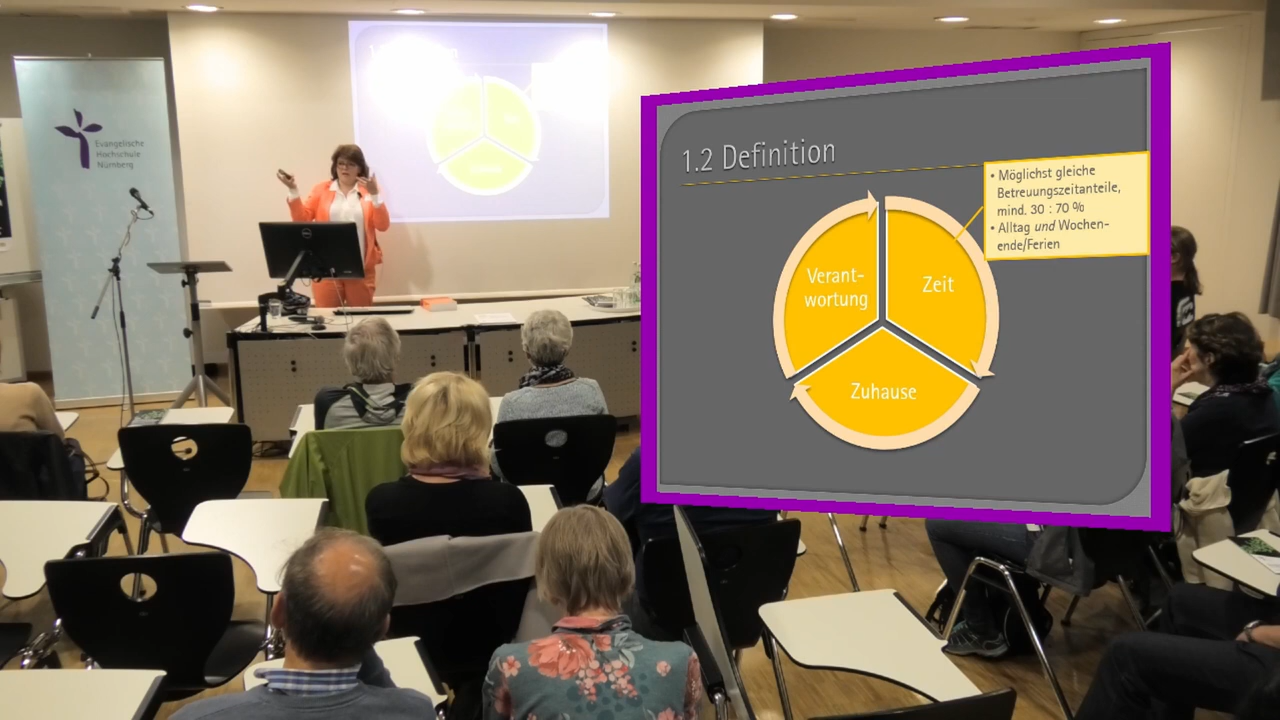 Evangelische
Hochschule
Nürnberg
1.2 Definition
• Möglichst gleiche
Betreuungszeitanteile,
mind. 30 : 70 %
• Alltag und Wochen-
ende/Ferien
Verant-
wortung
Zeit
Zuhause
DELL